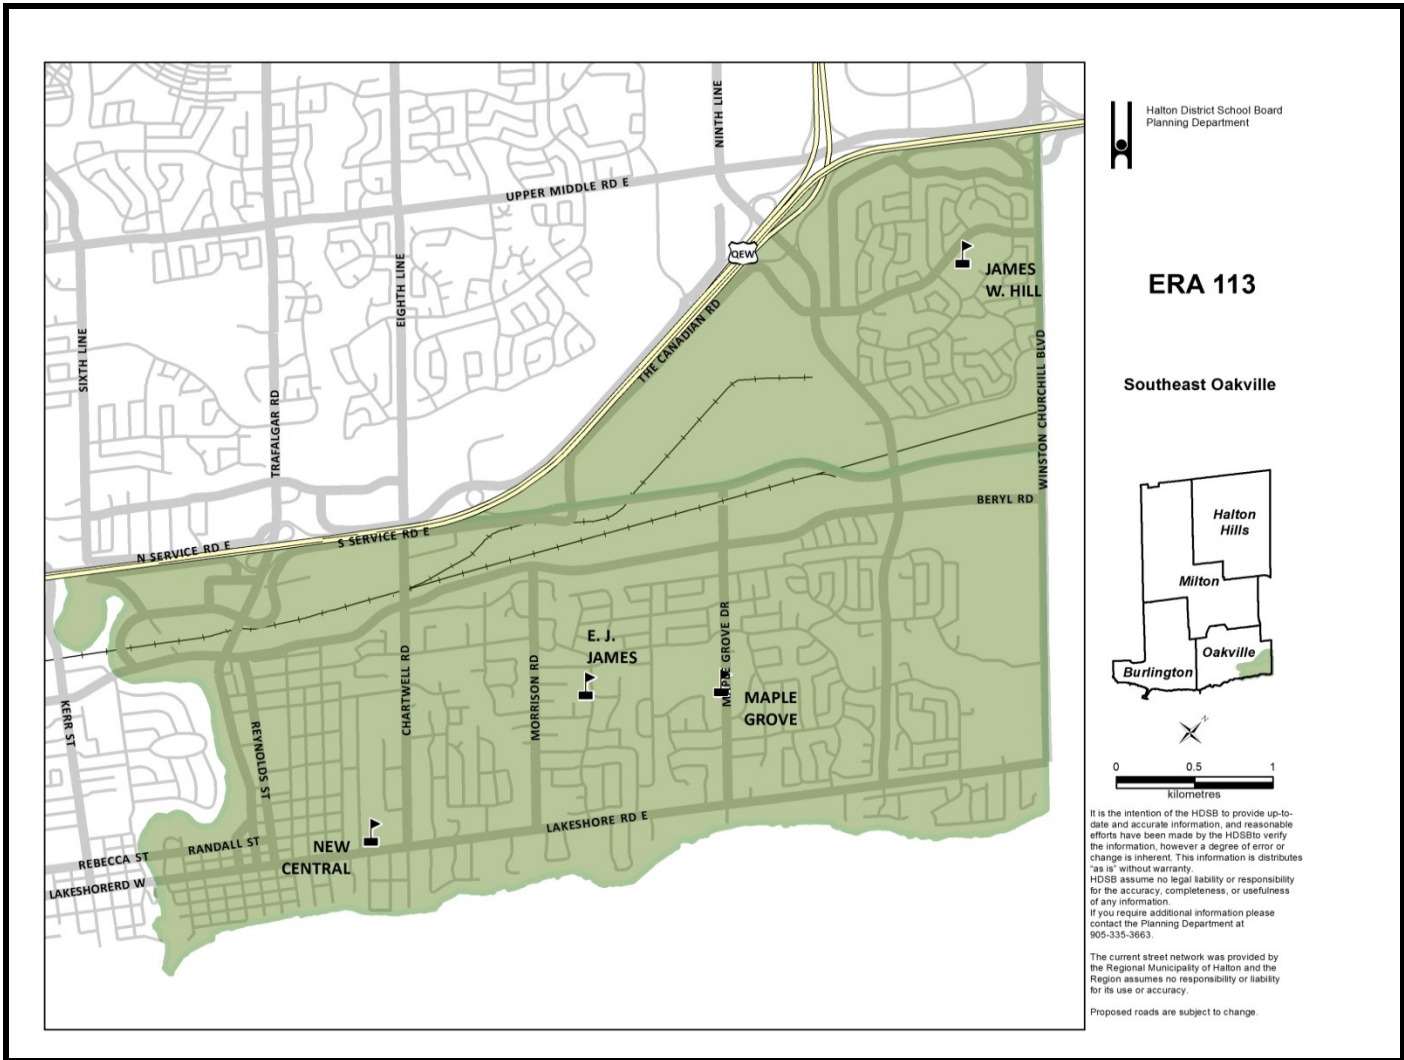 Halton District School Board
Planning Department
ERA 113
Southeast Oakville
NINTH LINE
UPPER MIDDLE RD E
QEW
EIGHTH LINE
JAMES
W. HILL
SIXTH LINE
THE CANADIAN RD
TRAFALGAR RD
WINSTON CHURCHILL BLVD
BERYL RD
N SERVICE RD E
S SERVICE RD E
E. J.
JAMES
MAPLE GROVE DR
CHARTWELL RD
MORRISON RD
MAPLE
GROVE
KERR ST
REYNOLDS ST
LAKESHORE RD E
NEW
CENTRAL
RANDALL ST
REBECCA ST
LAKESHORERD W
Halton
Hills
Milton
Oakville
Burlington
N
0 0.5 1
kilometres
It is the intention of the HDSB to provide up-to-
date and accurate information, and reasonable
efforts have been made by the HDSBto verify
the information, however a degree of error or
change is inherent. This information is distributes
"as is" without warranty.
HDSB assume no legal liability or responsibility
for the accuracy, completeness, or usefulness
of any information.
If you require additional information please
contact the Planning Department at
905-335-3663.
The current street network was provided by
the Regional Municipality of Halton and the
Region assumes no responsibility or liability
for its use or accuracy.
Proposed roads are subject to change.